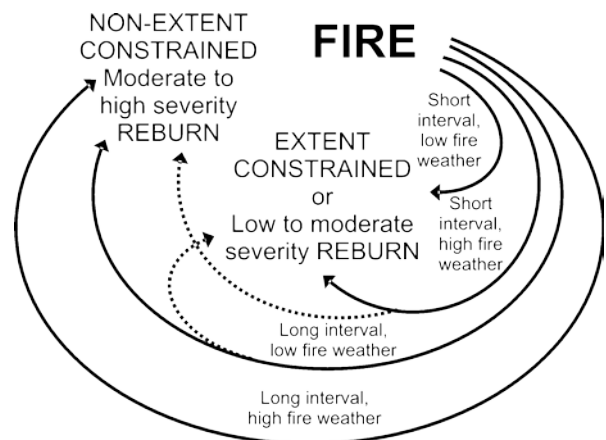 NON-EXTENT
CONSTRAINED
Moderate to
high severity
REBURN
FIRE
Short
interval,
low fire
weather
EXTENT
CONSTRAINED
or
Low to moderate
severity REBURN
Short
interval,
high fire
weather
Long interval,
low fire weather
Long interval,
high fire weather